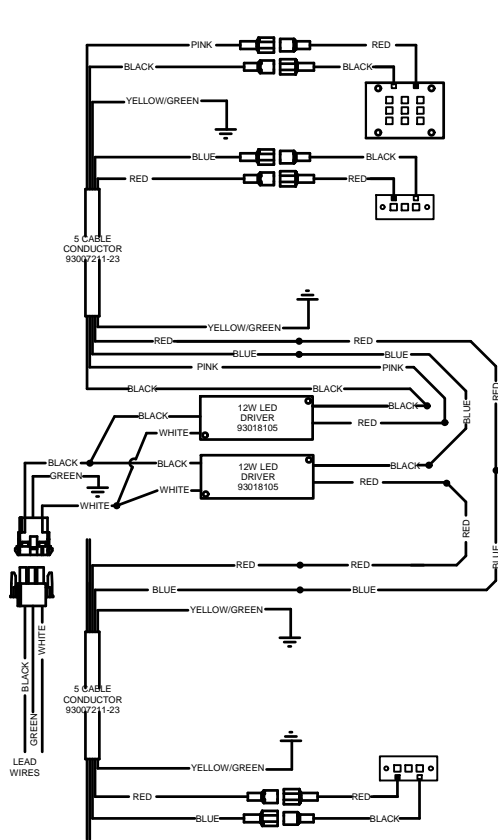 PINK
RED
BLACK
BLACK
YELLOW/GREEN
BLUE
BLACK
RED
RED
5 CABLE
CONDUCTOR
93007211-23
YELLOW/GREEN
RED
RED
BLUE
BLUE
PINK
PINK
BLACK
BLACK
RED
BLUE
12W LED
DRIVER
93018105
BLACK
BLACK
WHITE
RED
BLACK
BLACK
12W LED
DRIVER
93018105
BLACK
GREEN
WHITE
WHITE
RED
RED
BLUE
RED
RED
BLUE
BLUE
YELLOW/GREEN
WHITE
BLACK
GREEN
5 CABLE
CONDUCTOR
93007211-23
LEAD
WIRES
YELLOW/GREEN
RED
RED
BLUE
BLACK